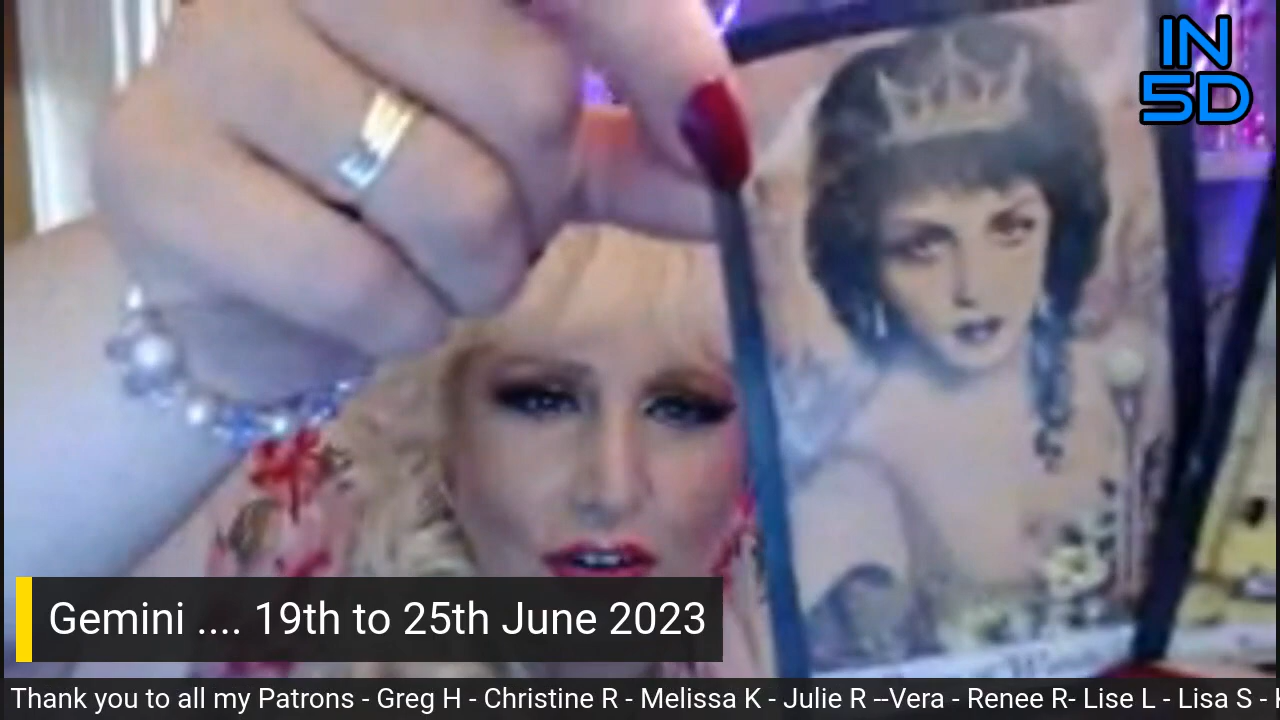 IN
5D
Gemini .... 19th to 25th June 2023
Thank you to all my Patrons - Greg H - Christine R - Melissa K - Julie R --Vera - Renee R- Lise L - Lisa S -